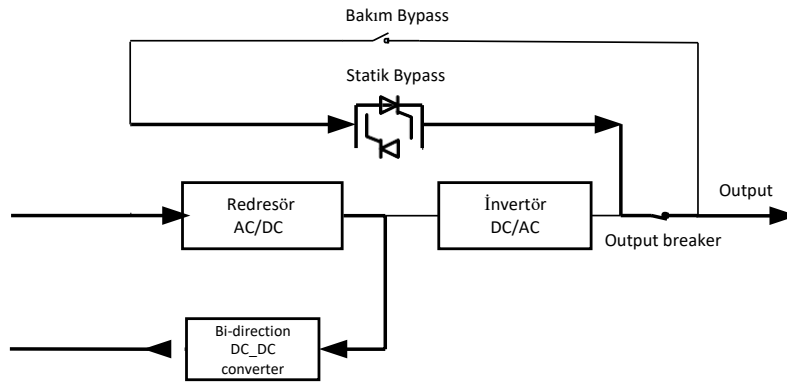 Bakım Bypass
Statik Bypass
Redresör
AC/DC
İnvertör
DC/AC
Output
Output breaker
Bi-direction
DC_DC
converter